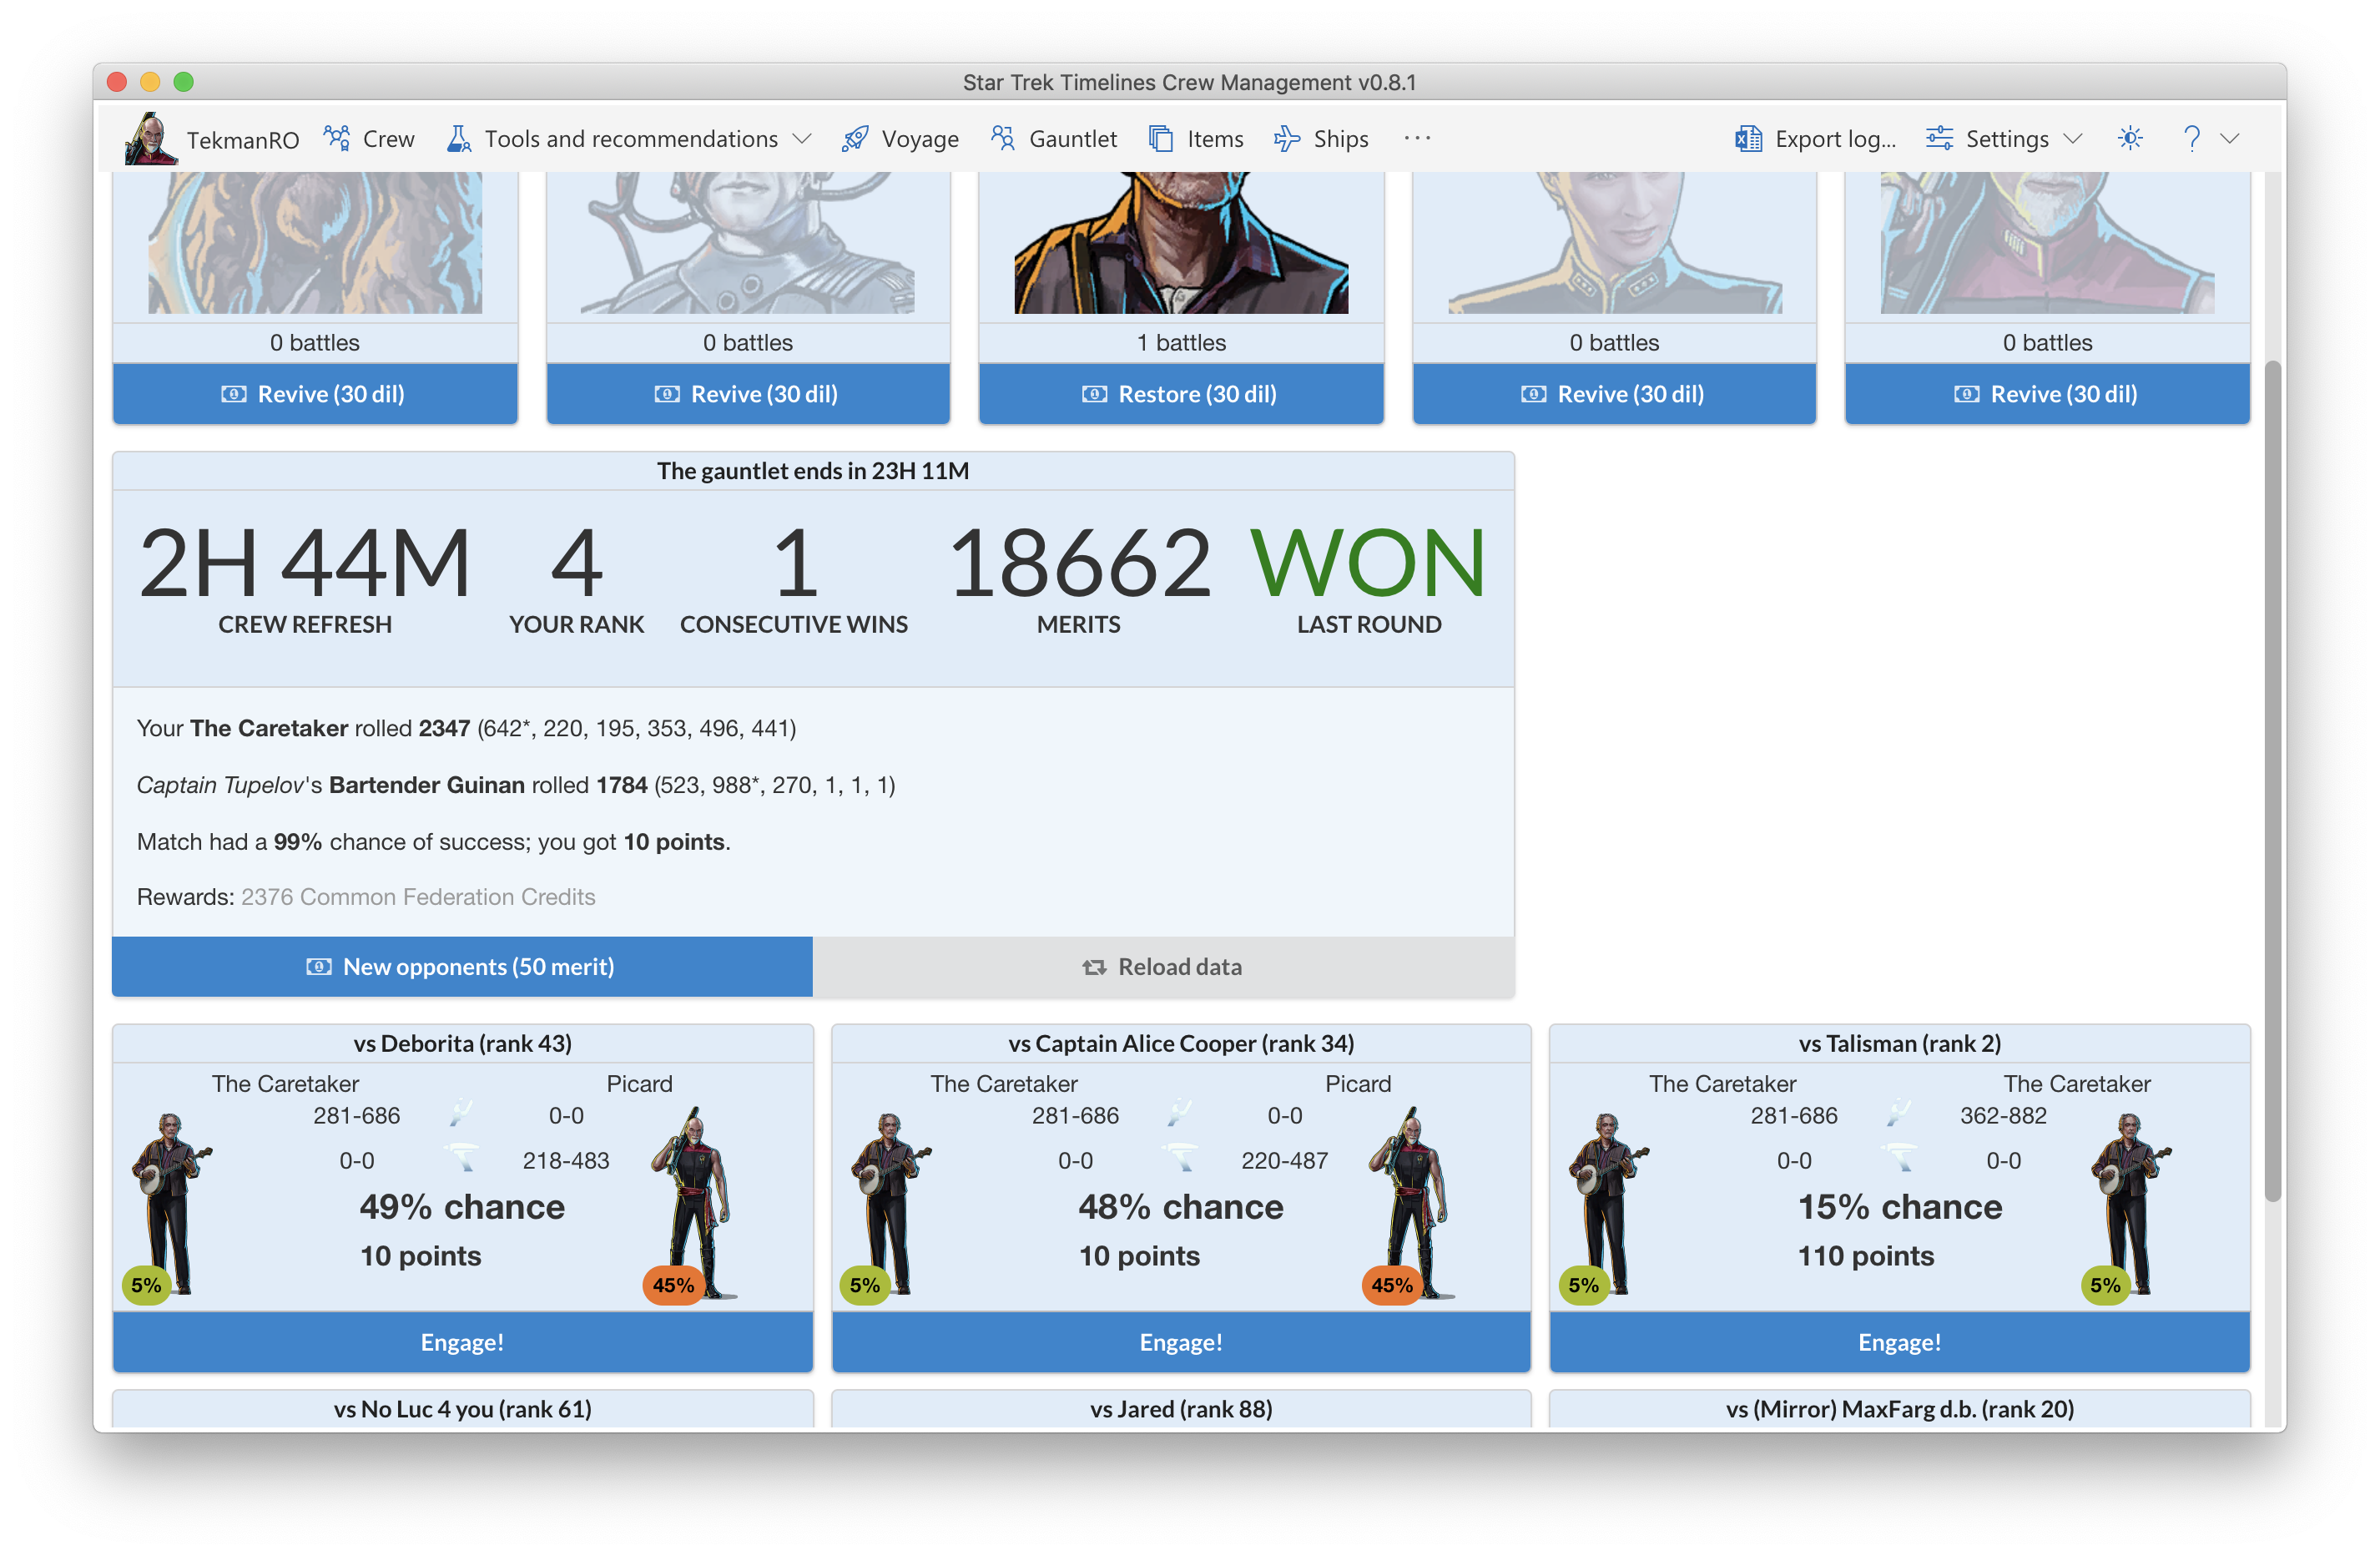 Star Trek Timelines Crew Management v0.8.1
TekmanRO Crew Tools and recommendations Voyage Gauntlet Items Ships ··· Export log... Settings ?
0 battles 0 battles 1 battles 0 battles 0 battles
Revive (30 dil) Revive (30 dil) Restore (30 dil) Revive (30 dil) Revive (30 dil)
The gauntlet ends in 23H 11M
2H 44M 4 1 18662 WON
CREW REFRESH YOUR RANK CONSECUTIVE WINS MERITS LAST ROUND
Your The Caretaker rolled 2347 (642*, 220, 195, 353, 496, 441)
Captain Tupelov's Bartender Guinan rolled 1784 (523, 988*, 270, 1, 1, 1)
Match had a 99% chance of success; you got 10 points.
Rewards: 2376 Common Federation Credits
New opponents (50 merit) Reload data
vs Deborita (rank 43) vs Captain Alice Cooper (rank 34) vs Talisman (rank 2)
The Caretaker Picard The Caretaker Picard The Caretaker The Caretaker
281-686 0-0 281-686 0-0 281-686 362-882
0-0 218-483 0-0 220-487 0-0 0-0
49% chance 48% chance 15% chance
10 points 10 points 110 points
5% 45% 5% 45% 5% 5%
Engage! Engage! Engage!
vs No Luc 4 you (rank 61) vs Jared (rank 88) vs (Mirror) MaxFarg d.b. (rank 20)